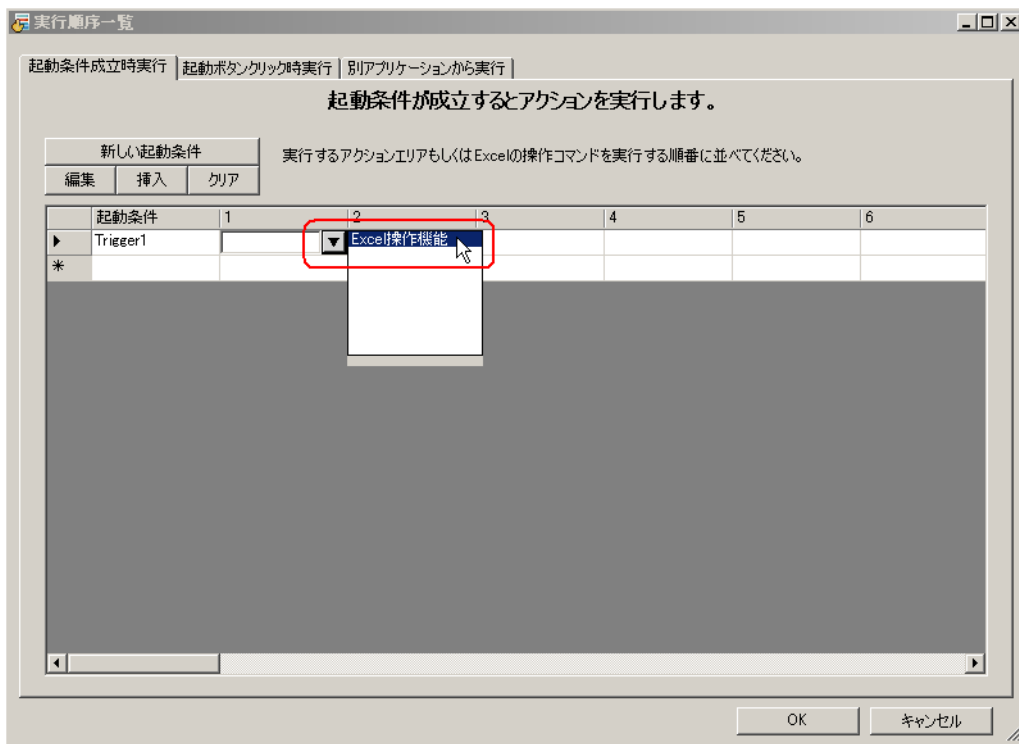 実行順序一覧
起動条件成立時実行 起動ボタンクリック時実行 別アプリケーションから実行
起動条件が成立するとアクションを実行します。
新しい起動条件
実行するアクションエリアもしくはExcelの操作コマンドを実行する順番に並べてください。
編集 挿入 クリア
起動条件 1 2 3 4 5 6
Trigger1 Excel操作機能
OK キャンセル